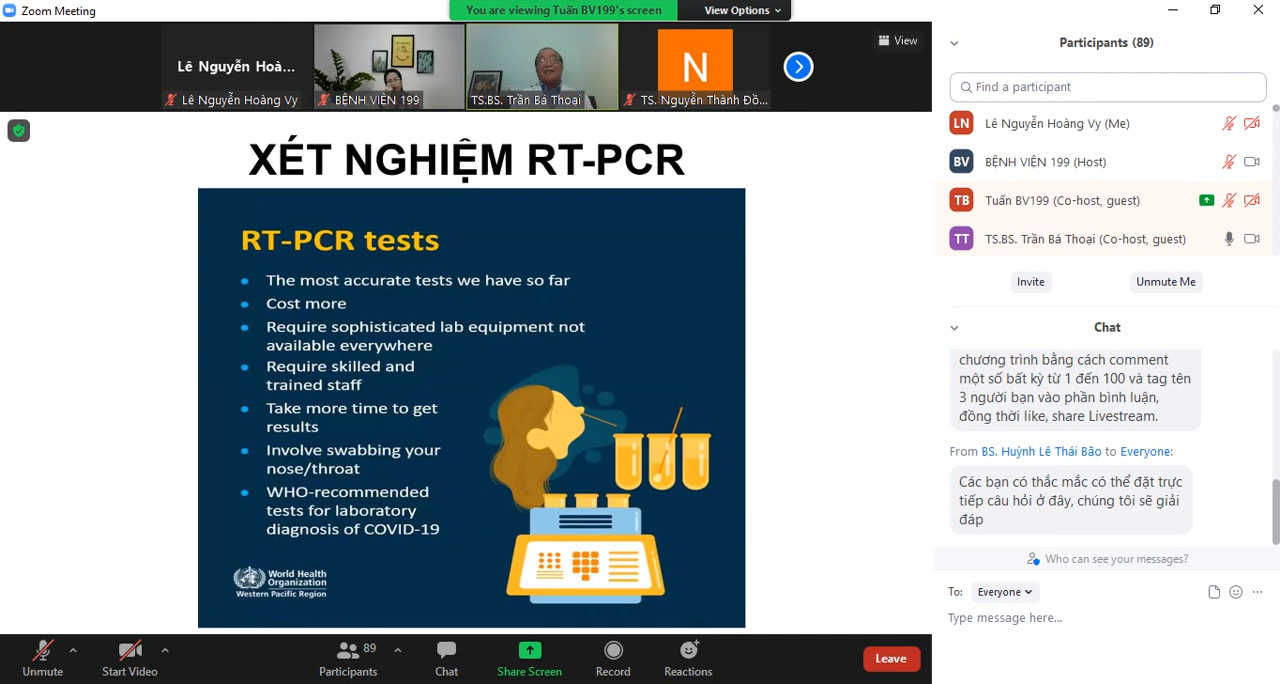 Zoom Meeting
You are viewing Tuấn BV199's screen
View Options
Lê Nguyễn Hoà...
Lê Nguyễn Hoàng Vy
BỆNH VIỆN 199
TS.BS. Trần Bá Thoại
N
TS. Nguyễn Thành Đồ...
View
XÉT NGHIỆM RT-PCR
RT-PCR tests
The most accurate tests we have so far
Cost more
Require sophisticated lab equipment not
available everywhere
Require skilled and
trained staff
Take more time to get
results
Involve swabbing your
nose/throat
WHO-recommended
tests for laboratory
diagnosis of COVID-19
World Health
Organization
Western Pacific Region
Unmute
Start Video
89
Participants
Chat
Share Screen
Record
Reactions
Leave
Participants (89)
Find a participant
LN Lê Nguyễn Hoàng Vy (Me)
BV BỆNH VIỆN 199 (Host)
TB Tuấn BV199 (Co-host, guest)
TT TS.BS. Trần Bá Thoại (Co-host, guest)
Invite
Unmute Me
Chat
chương trình bằng cách comment
một số bất kỳ từ 1 đến 100 và tag tên
3 người bạn vào phần bình luận,
đồng thời like, share Livestream.
From BS. Huỳnh Lê Thái Bão to Everyone:
Các bạn có thắc mắc có thể đặt trực
tiếp câu hỏi ở đây, chúng tôi sẽ giải
đáp
Who can see your messages?
To: Everyone
Type message here...